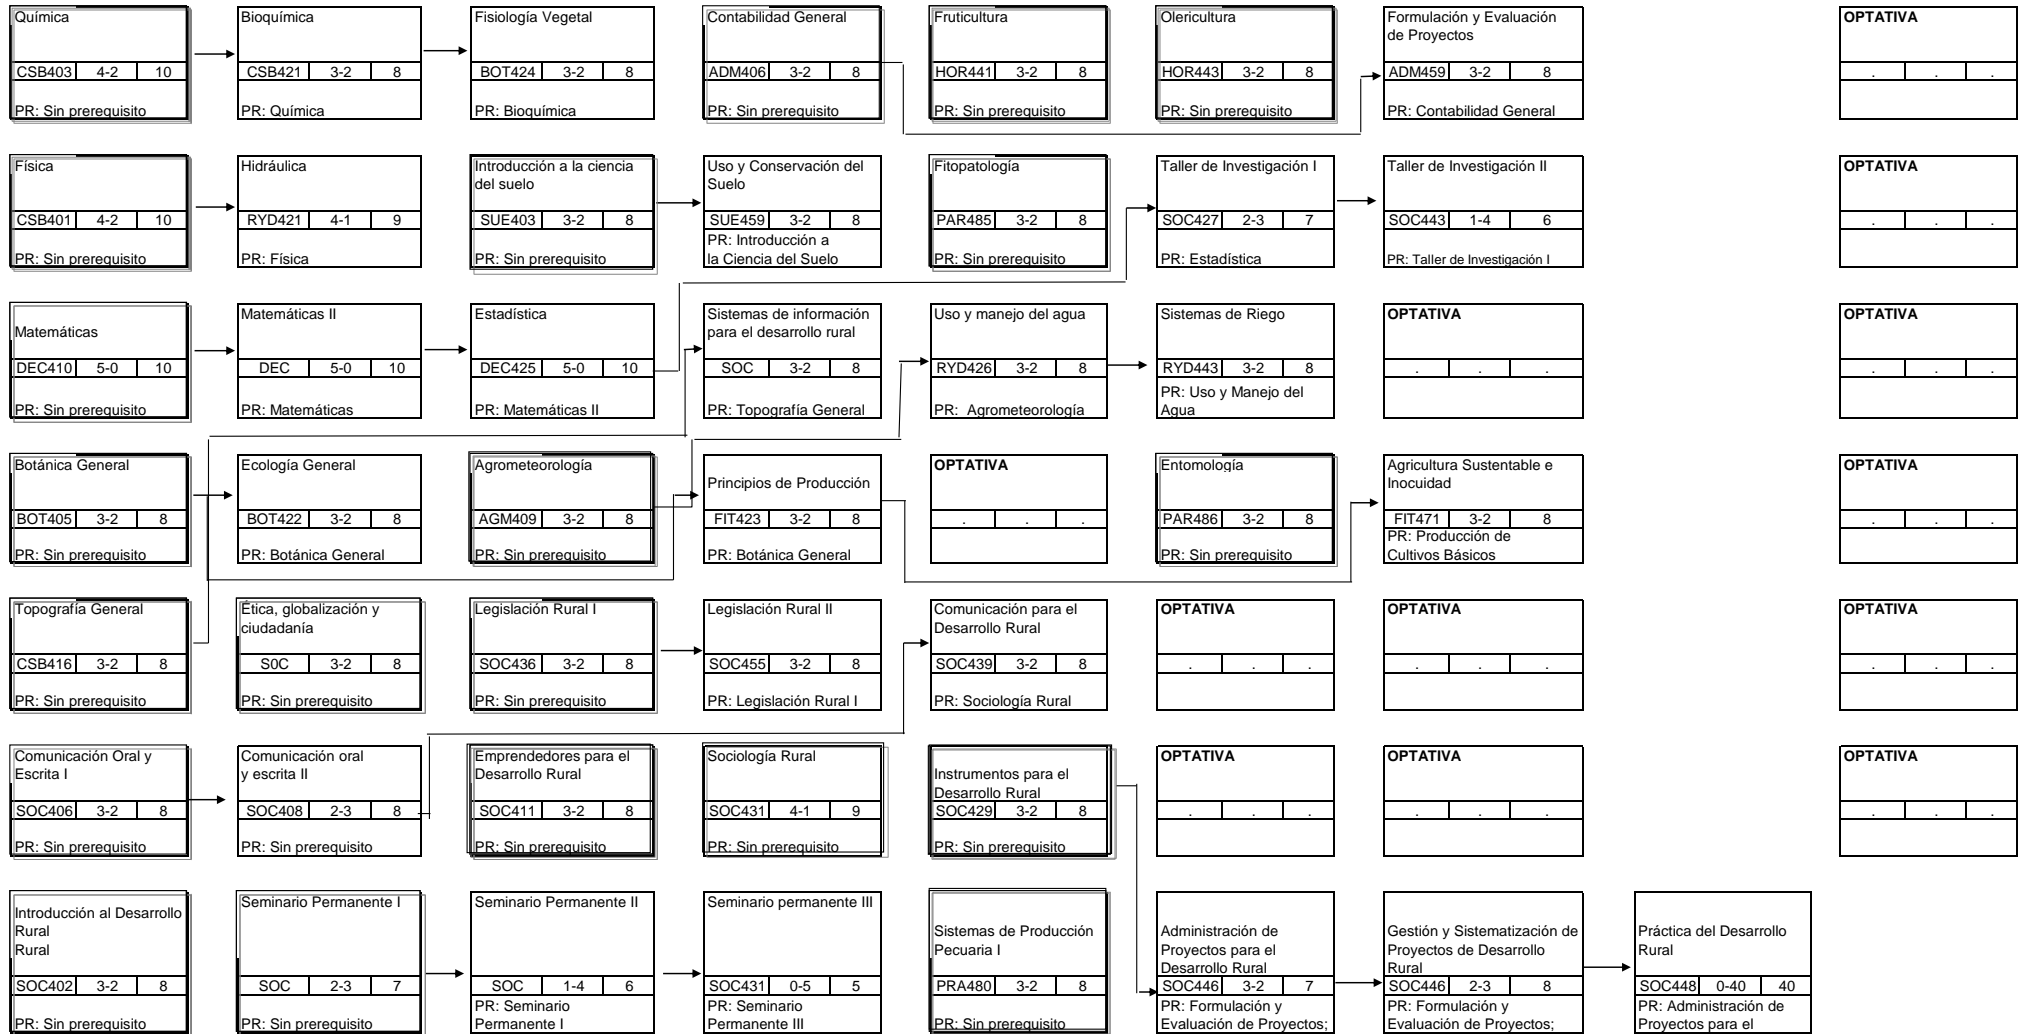 Química
CSB403 4-2 10
PR: Sin prerequisito
Bioquímica
CSB421 3-2 8
PR: Química
Fisiología Vegetal
BOT424 3-2 8
PR: Bioquímica
Contabilidad General
ADM406 3-2 8
PR: Sin prerequisito
Fruticultura
HOR441 3-2 8
PR: Sin prerequisito
Olericultura
HOR443 3-2 8
PR: Sin prerequisito
Formulación y Evaluación
de Proyectos
ADM459 3-2 8
PR: Contabilidad General
OPTATIVA
. . .
Física
CSB401 4-2 10
PR: Sin prerequisito
Hidráulica
RYD421 4-1 9
PR: Física
Introducción a la ciencia
del suelo
SUE403 3-2 8
PR: Sin prerequisito
Uso y Conservación del
Suelo
SUE459 3-2 8
PR: Introducción a
la Ciencia del Suelo
Fitopatología
PAR485 3-2 8
PR: Sin prerequisito
Taller de Investigación I
SOC427 2-3 7
PR: Estadística
Taller de Investigación II
SOC443 1-4 6
PR: Taller de Investigación I
OPTATIVA
. . .
Matemáticas
DEC410 5-0 10
PR: Sin prerequisito
Matemáticas II
DEC 5-0 10
PR: Matemáticas
Estadística
DEC425 5-0 10
PR: Matemáticas II
Sistemas de información
para el desarrollo rural
SOC 3-2 8
PR: Topografía General
Uso y manejo del agua
RYD426 3-2 8
PR: Agrometeorología
Sistemas de Riego
RYD443 3-2 8
PR: Uso y Manejo del
Agua
OPTATIVA
. . .
OPTATIVA
. . .
Botánica General
BOT405 3-2 8
PR: Sin prerequisito
Ecología General
BOT422 3-2 8
PR: Botánica General
Agrometeorología
AGM409 3-2 8
PR: Sin prerequisito
Principios de Producción
FIT423 3-2 8
PR: Botánica General
OPTATIVA
. . .
Entomología
PAR486 3-2 8
PR: Sin prerequisito
Agricultura Sustentable e
Inocuidad
FIT471 3-2 8
PR: Producción de
Cultivos Básicos
OPTATIVA
. . .
Topografía General
CSB416 3-2 8
PR: Sin prerequisito
Ética, globalización y
ciudadanía
S0C 3-2 8
PR: Sin prerequisito
Legislación Rural I
SOC436 3-2 8
PR: Sin prerequisito
Legislación Rural II
SOC455 3-2 8
PR: Legislación Rural I
Comunicación para el
Desarrollo Rural
SOC439 3-2 8
PR: Sociología Rural
OPTATIVA
. . .
OPTATIVA
. . .
OPTATIVA
. . .
Comunicación Oral y
Escrita I
SOC406 3-2 8
PR: Sin prerequisito
Comunicación oral
y escrita II
SOC408 2-3 8
PR: Sin prerequisito
Emprendedores para el
Desarrollo Rural
SOC411 3-2 8
PR: Sin prerequisito
Sociología Rural
SOC431 4-1 9
PR: Sin prerequisito
Instrumentos para el
Desarrollo Rural
SOC429 3-2 8
PR: Sin prerequisito
OPTATIVA
. . .
OPTATIVA
. . .
OPTATIVA
. . .
Introducción al Desarrollo
Rural
Rural
SOC402 3-2 8
PR: Sin prerequisito
Seminario Permanente I
SOC 2-3 7
PR: Sin prerequisito
Seminario Permanente II
SOC 1-4 6
PR: Seminario
Permanente I
Seminario permanente III
SOC431 0-5 5
PR: Seminario
Permanente III
Sistemas de Producción
Pecuaria I
PRA480 3-2 8
PR: Sin prerequisito
Administración de
Proyectos para el
Desarrollo Rural
SOC446 3-2 7
PR: Formulación y
Evaluación de Proyectos;
Gestión y Sistematización de
Proyectos de Desarrollo
Rural
SOC446 2-3 8
PR: Formulación y
Evaluación de Proyectos;
Práctica del Desarrollo
Rural
SOC448 0-40 40
PR: Administración de
Proyectos para el